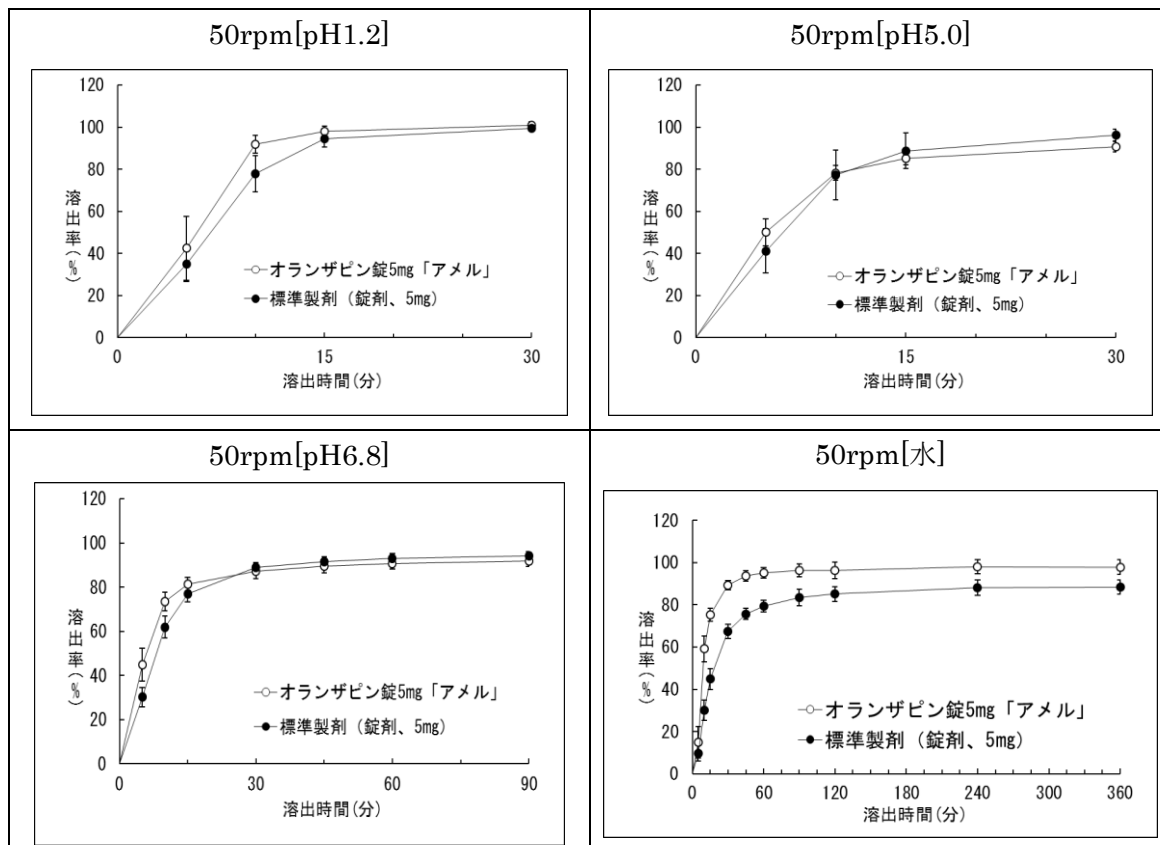 50rpm[pH1.2]
120
100
80
60
40
20
0
溶出率(%)
オランザピン錠5mg「アメル」
標準製剤（錠剤、5mg）
0
15
30
溶出時間(分)
50rpm[pH5.0]
120
100
80
60
40
20
0
溶出率(%)
オランザピン錠5mg「アメル」
標準製剤（錠剤、5mg）
0
15
30
溶出時間(分)
50rpm[pH6.8]
120
100
80
60
40
20
0
溶出率(%)
オランザピン錠5mg「アメル」
標準製剤（錠剤、5mg）
0
30
60
90
溶出時間(分)
50rpm[水]
120
100
80
60
40
20
0
溶出率(%)
オランザピン錠5mg「アメル」
標準製剤（錠剤、5mg）
0
60
120
180
240
300
360
溶出時間(分)